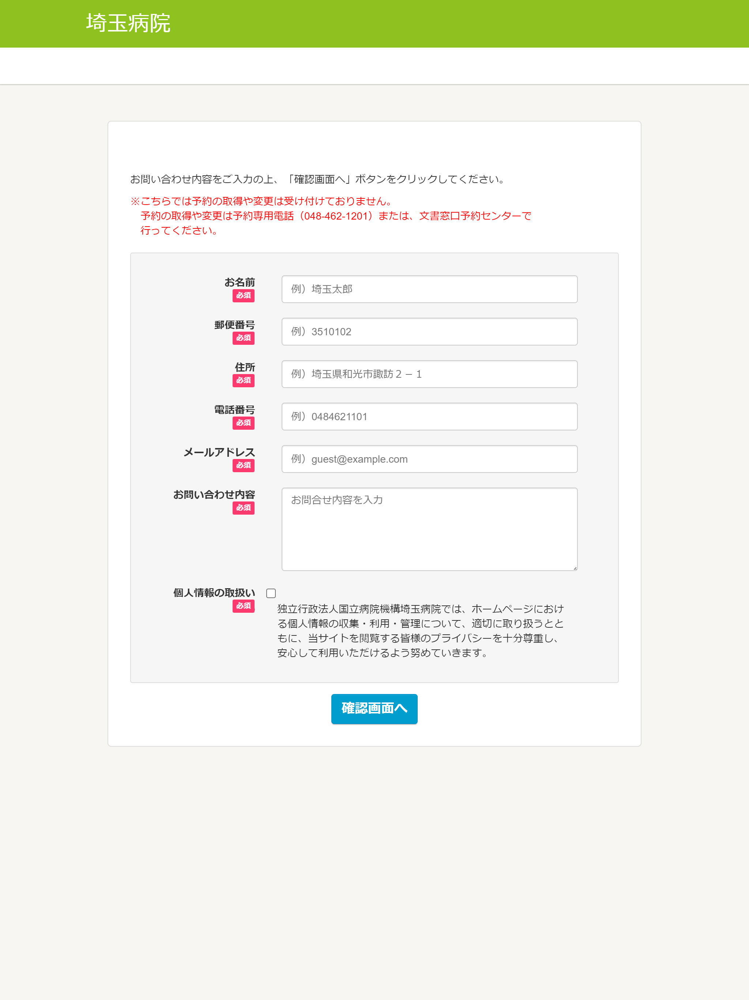 埼玉病院
お問い合わせ内容をご入力の上、「確認画面へ」ボタンをクリックしてください。
※こちらでは予約の取得や変更は受け付けておりません。
予約の取得や変更は予約専用電話（048-462-1201）または、文書窓口予約センターで
行ってください。
お名前
必須
例）埼玉太郎
郵便番号
必須
例）3510102
住所
必須
例）埼玉県和光市諏訪２－１
電話番号
必須
例）0484621101
メールアドレス
必須
例）guest@example.com
お問い合わせ内容
必須
お問合せ内容を入力
個人情報の取扱い
必須
独立行政法人国立病院機構埼玉病院では、ホームページにおけ
る個人情報の収集・利用・管理について、適切に取り扱うとと
もに、当サイトを閲覧する皆様のプライバシーを十分尊重し、
安心して利用いただけるよう努めていきます。
確認画面へ